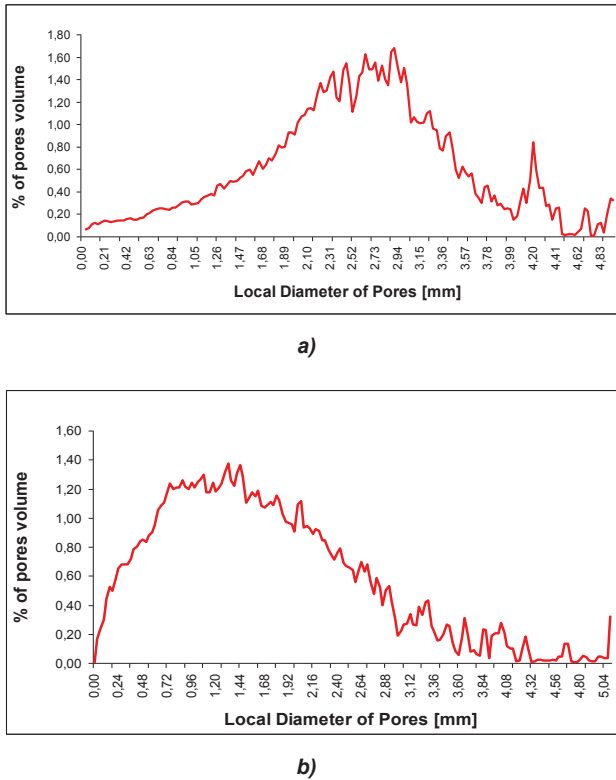 1,80
1,60
1,40
1,20
1,00
0,80
0,60
0,40
0,20
0,00
% of pores volume
0,00 0,21 0,42 0,63 0,84 1,05 1,26 1,47 1,68 1,89 2,10 2,31 2,52 2,73 2,94 3,15 3,36 3,57 3,78 3,99 4,20 4,41 4,62 4,83
Local Diameter of Pores [mm]
a)
1,60
1,40
1,20
1,00
0,80
0,60
0,40
0,20
0,00
% of pores volume
0,00 0,24 0,48 0,72 0,96 1,20 1,44 1,68 1,92 2,16 2,40 2,64 2,88 3,12 3,36 3,60 3,84 4,08 4,32 4,56 4,80 5,04
Local Diameter of Pores [mm]
b)